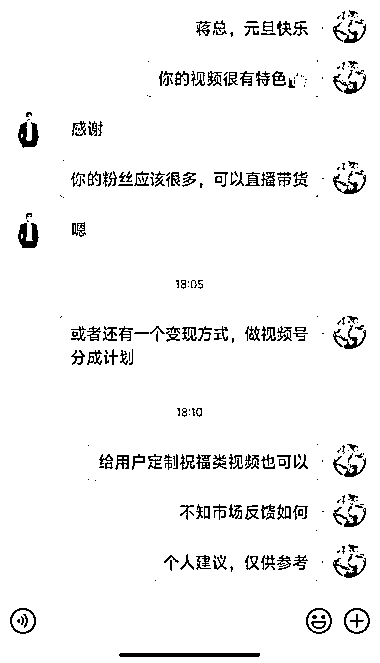 蒋总，元旦快乐
你的视频很有特色
感谢
你的粉丝应该很多，可以直播带货
嗯
18:05
或者还有一个变现方式，做视频号
分成计划
18:10
给用户定制祝福类视频也可以
不知市场反馈如何
个人建议，仅供参考